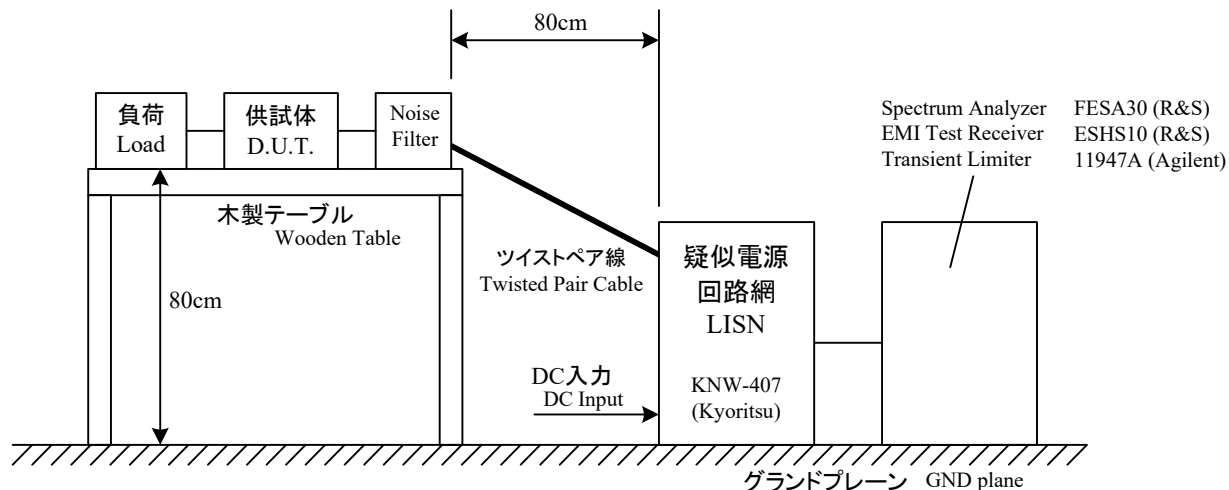 80cm
負荷
Load
供試体
D.U.T.
Noise
Filter
Spectrum Analyzer FESA30 (R&S)
EMI Test Receiver ESHS10 (R&S)
Transient Limiter 11947A (Agilent)
木製テーブル
Wooden Table
ツイストペア線
Twisted Pair Cable
80cm
疑似電源
回路網
LISN
KNW-407
(Kyoritsu)
DC入力
DC Input
グランドプレーン GND plane